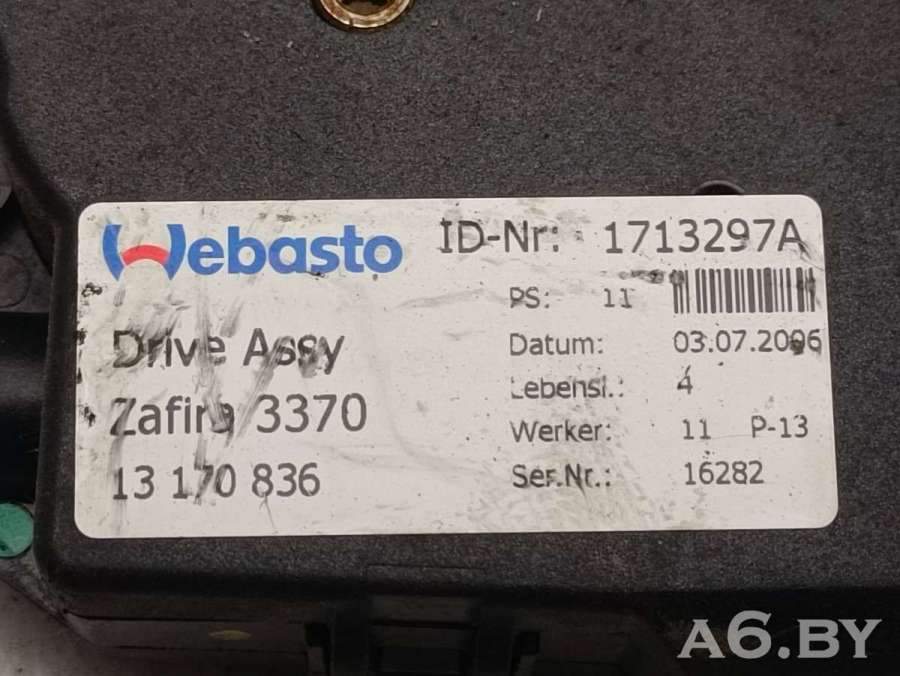 Webasto
ID-Nr: 1713297A
PS: 11
Drive Assy
Datum: 03.07.2006
Zafira 3370
Lebensl.: 4
Werker: 11 P-13
13 170 836
Ser.Nr.: 16282
A6.BY